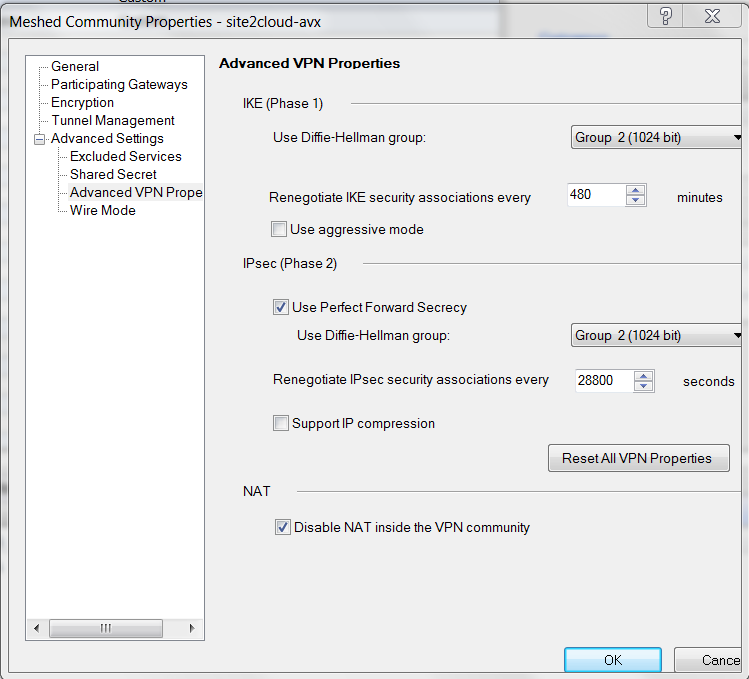 Custom
Meshed Community Properties - site2cloud-avx
General
Participating Gateways
Encryption
Tunnel Management
Advanced Settings
Excluded Services
Shared Secret
Advanced VPN Prope
Wire Mode
Advanced VPN Properties
IKE (Phase 1)
Use Diffie-Hellman group:
Group 2 (1024 bit)
Renegotiate IKE security associations every
480
minutes
Use aggressive mode
IPsec (Phase 2)
Use Perfect Forward Secrecy
Use Diffie-Hellman group:
Group 2 (1024 bit)
Renegotiate IPsec security associations every
28800
seconds
Support IP compression
Reset All VPN Properties
NAT
Disable NAT inside the VPN community
OK
Cance